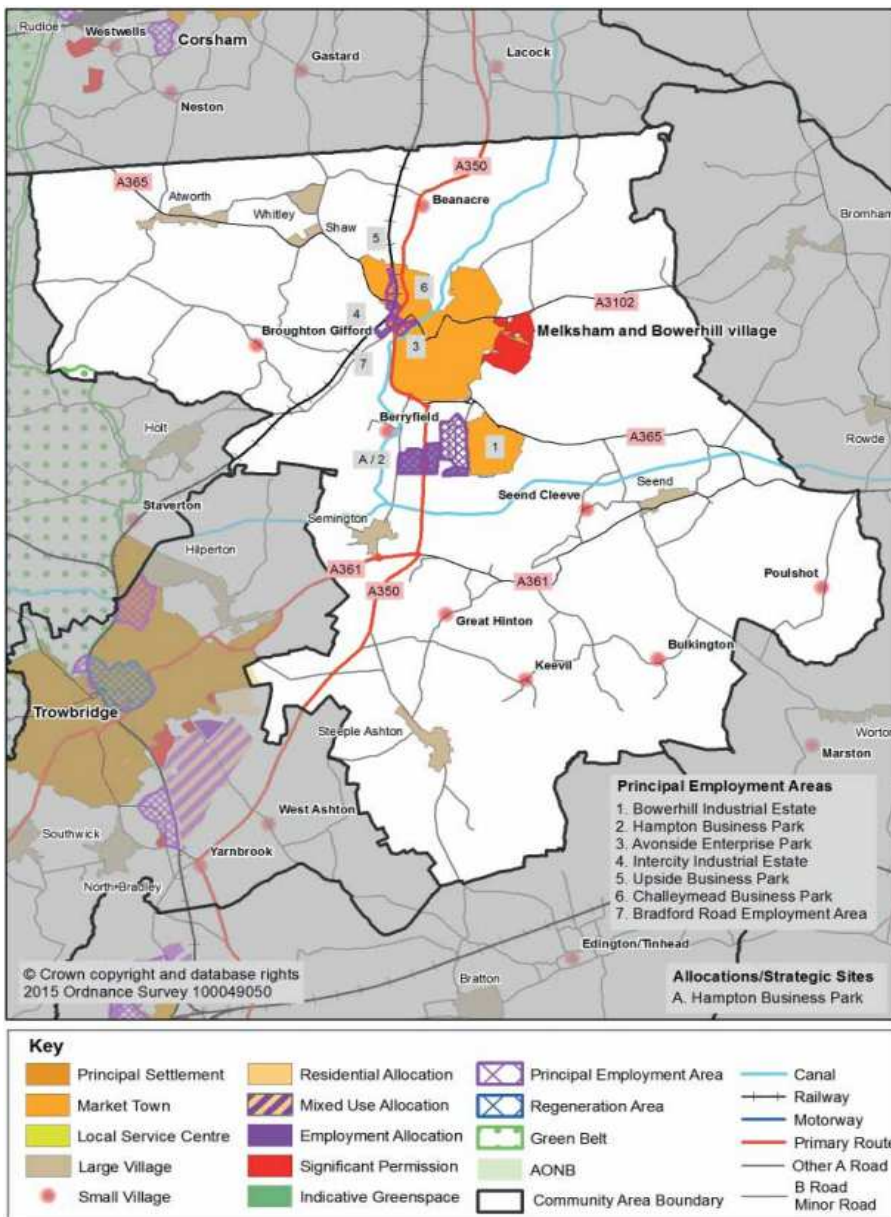 Rudloe
Westwells
Corsham
Gastard
Lacock
Neston
A365
A350
Atworth
Whitley
Shaw
Beanacre
Bromham
5
6
4
A3102
Broughton Gifford
3
Melksham and Bowerhill village
7
Berryfield
Holt
A / 2
1
A365
Rowde
Staverton
Seend Cleeve
Seend
Semington
Hilperton
A361
A350
A361
Poulshot
Great Hinton
Bulkington
Keevil
Trowbridge
Steeple Ashton
Worton
Marston
West Ashton
Southwick
Yarnbrook
North Bradley
Edington/Tinhead
Bratton
Principal Employment Areas
1. Bowerhill Industrial Estate
2. Hampton Business Park
3. Avonside Enterprise Park
4. Intercity Industrial Estate
5. Upside Business Park
6. Challeymead Business Park
7. Bradford Road Employment Area
© Crown copyright and database rights
2015 Ordnance Survey 100049050
Allocations/Strategic Sites
A. Hampton Business Park
Key
Principal Settlement
Market Town
Local Service Centre
Large Village
Small Village
Residential Allocation
Mixed Use Allocation
Employment Allocation
Significant Permission
Indicative Greenspace
Principal Employment Area
Regeneration Area
Green Belt
AONB
Community Area Boundary
Canal
Railway
Motorway
Primary Route
Other A Road
B Road
Minor Road